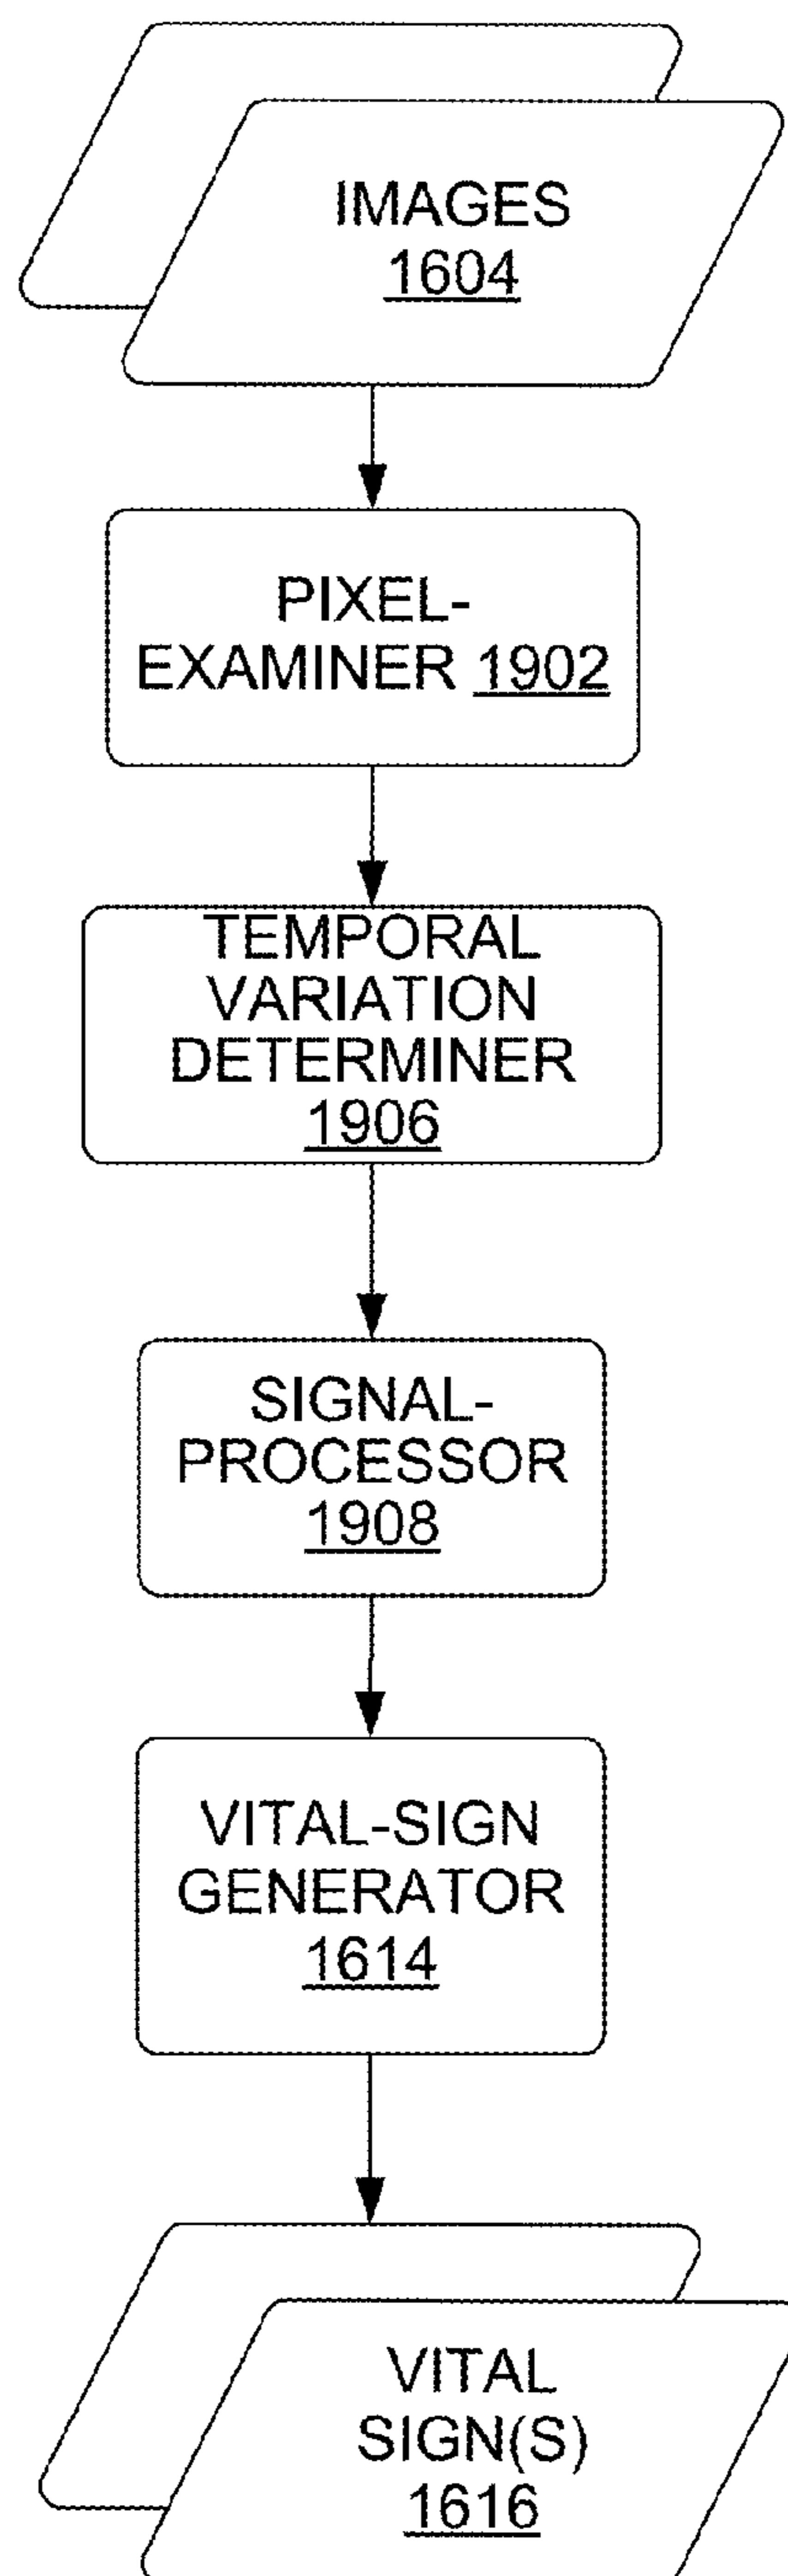 IMAGES
1604
PIXEL-
EXAMINER 1902
TEMPORAL
VARIATION
DETERMINER
1906
SIGNAL-
PROCESSOR
1908
VITAL-SIGN
GENERATOR
1614
VITAL
SIGN(S)
1616